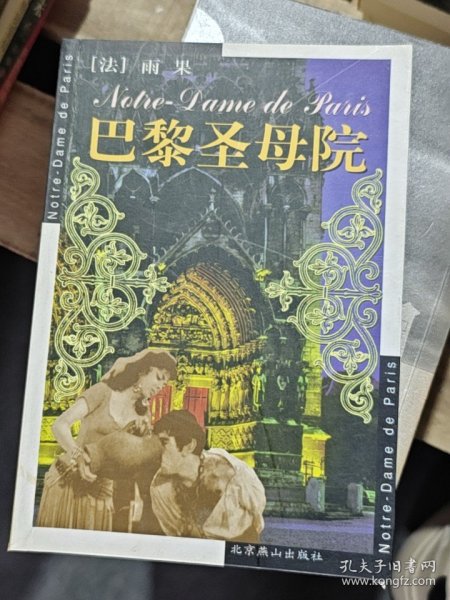 [法] 雨果
Notre-Dame de Paris
巴黎圣母院
Notre-Dame de Paris
Notre-Dame de Paris
北京燕山出版社
孔夫子旧书网
www.kongfz.com